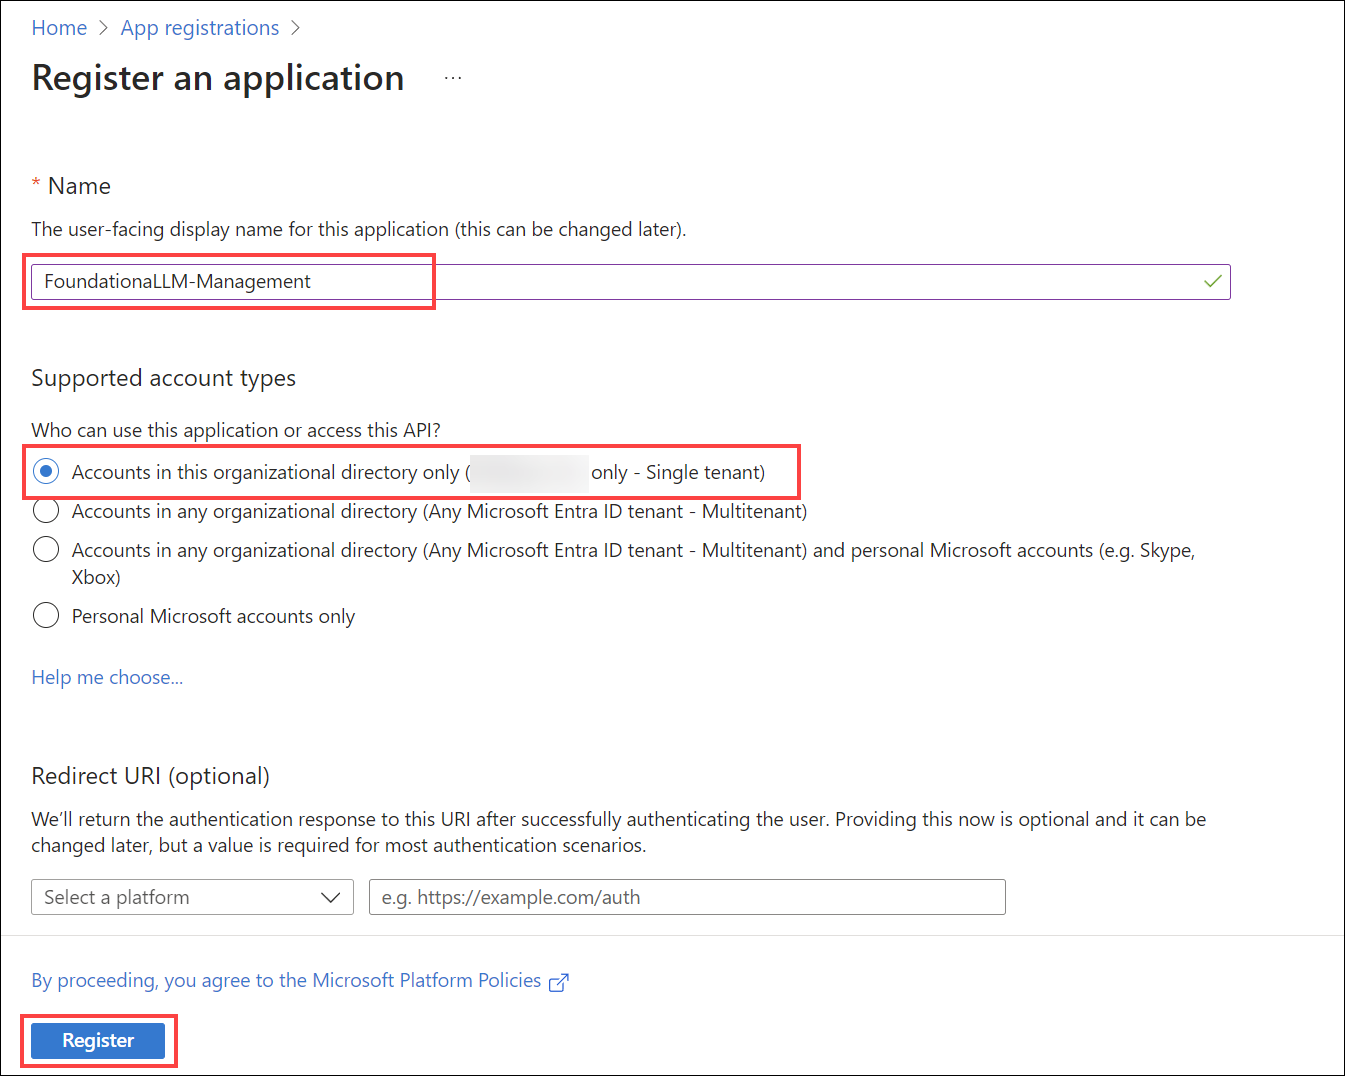 Home > App registrations >
Register an application ...
* Name
The user-facing display name for this application (this can be changed later).
FoundationaLLM-Management
Supported account types
Who can use this application or access this API?
Accounts in this organizational directory only ( only - Single tenant)
Accounts in any organizational directory (Any Microsoft Entra ID tenant - Multitenant)
Accounts in any organizational directory (Any Microsoft Entra ID tenant - Multitenant) and personal Microsoft accounts (e.g. Skype,
Xbox)
Personal Microsoft accounts only
Help me choose...
Redirect URI (optional)
We'll return the authentication response to this URI after successfully authenticating the user. Providing this now is optional and it can be
changed later, but a value is required for most authentication scenarios.
Select a platform e.g. https://example.com/auth
By proceeding, you agree to the Microsoft Platform Policies
Register